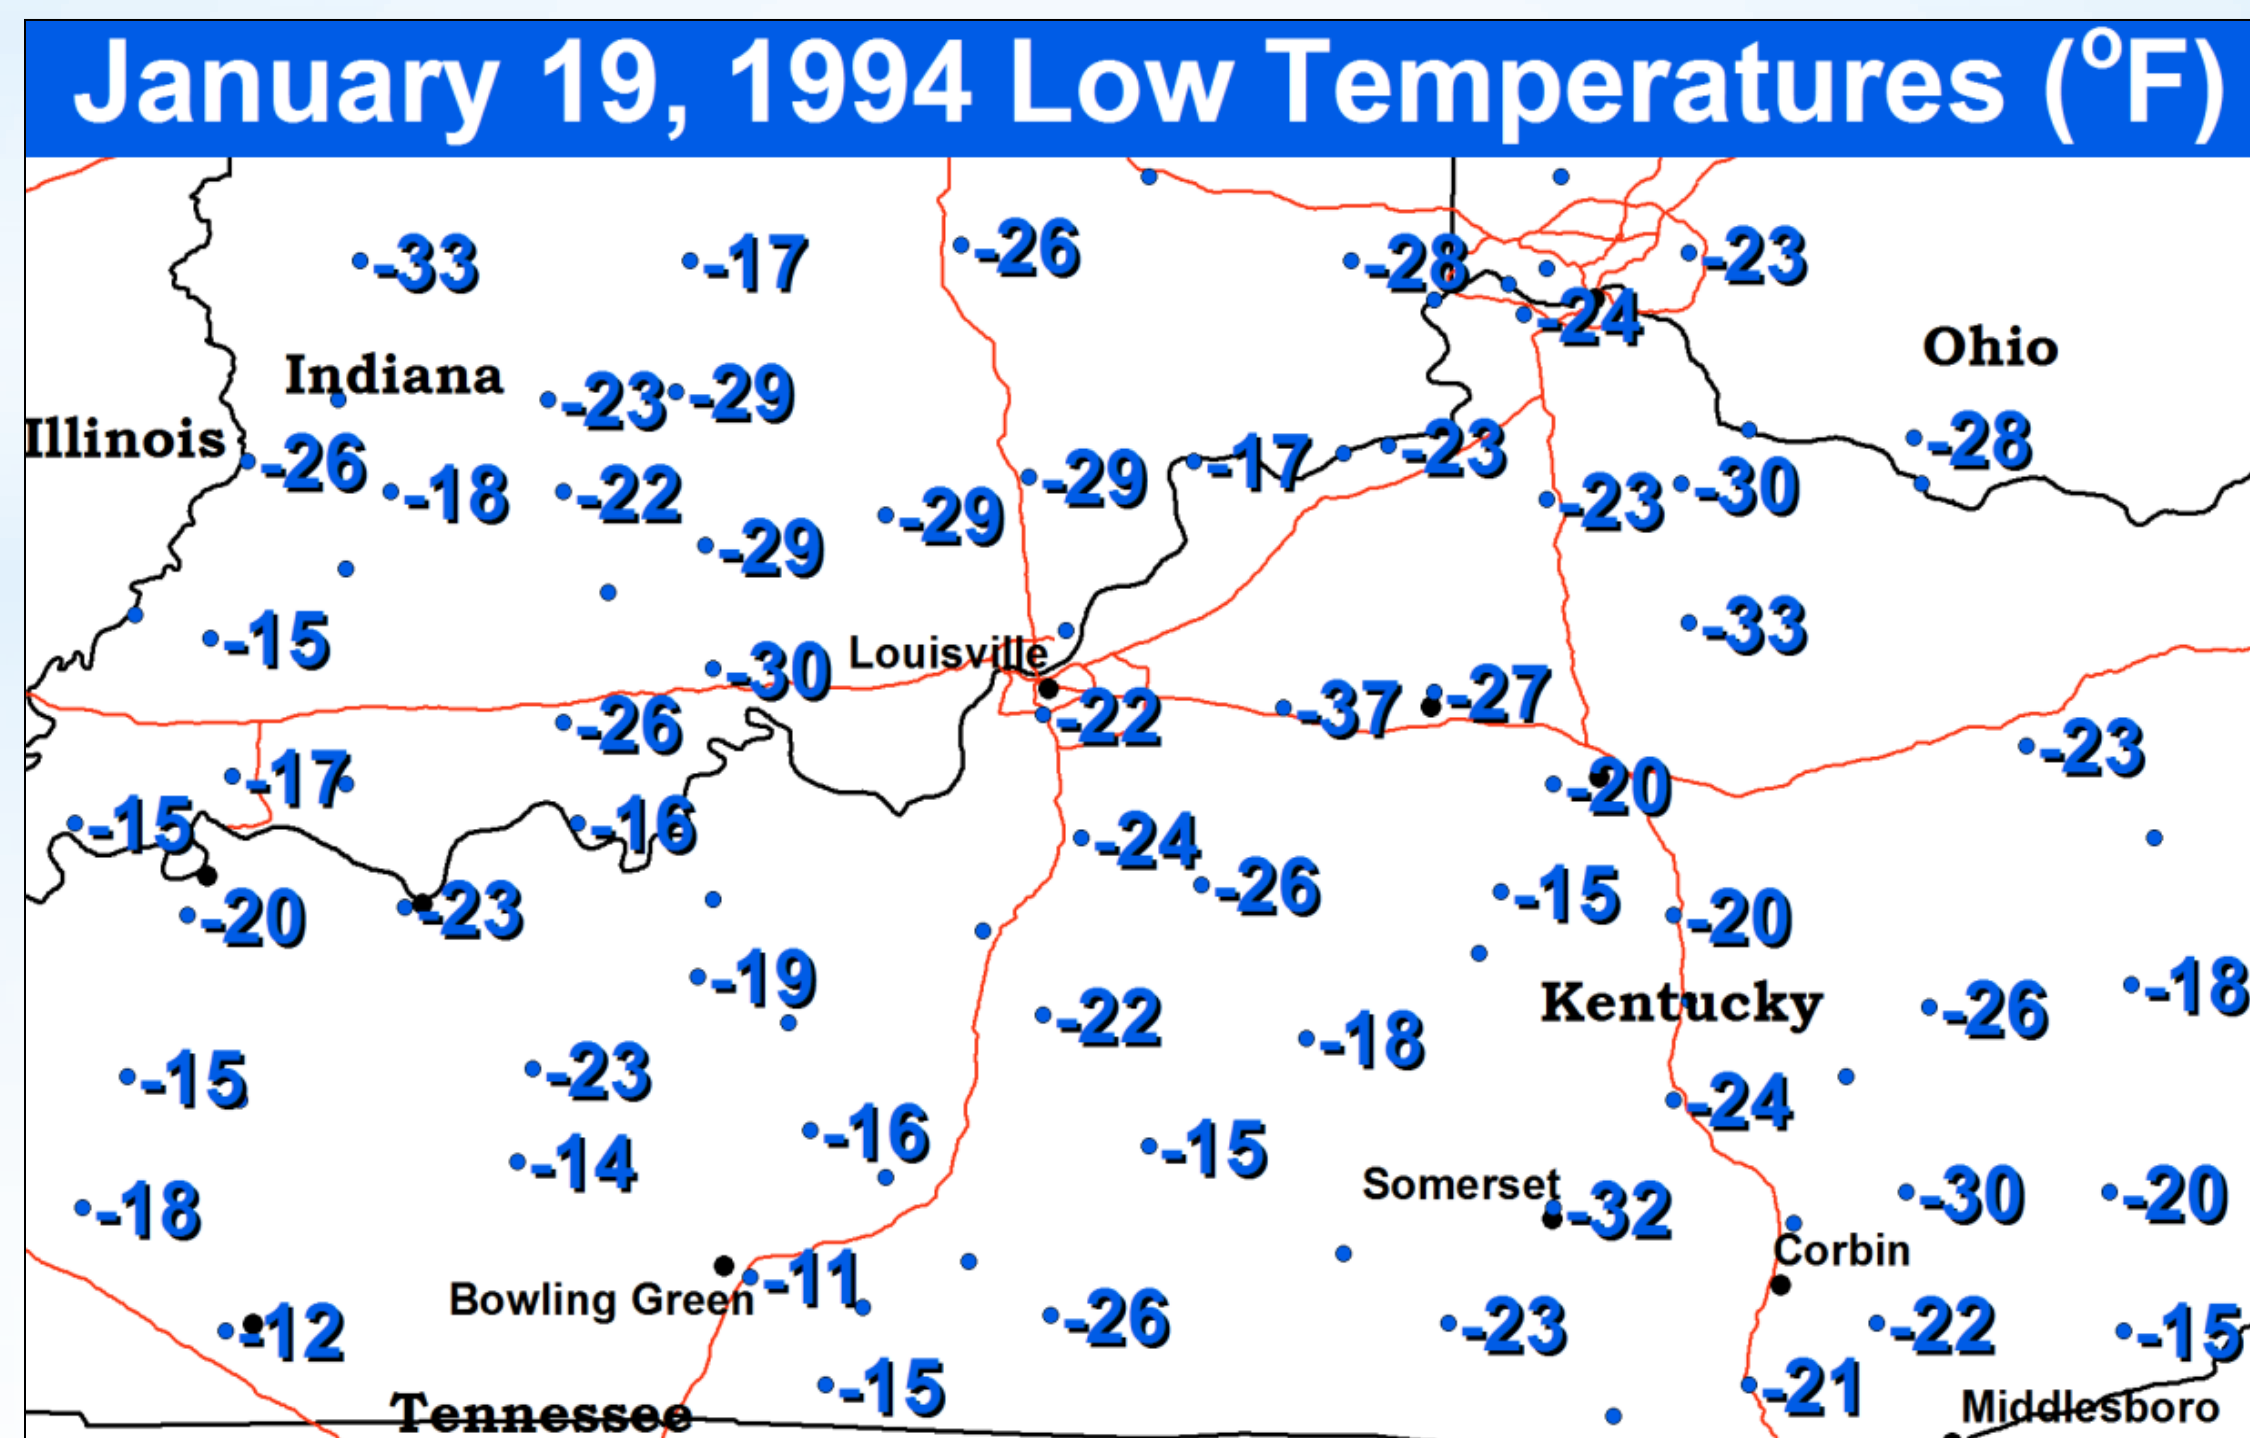 January 19, 1994 Low Temperatures (°F)
-33 -17 -26 -28 -23
-24
Indiana
Ohio
-23 -29
Illinois
-26 -18 -22 -29 -29 -29 -17 -23 -23 -30 -28
-15 -33
Louisville
-30 -26 -22 -37 -27 -23
-17 -20
-15 -16 -24 -26 -15
-20 -23 -20
-19 -22 -18
Kentucky
-26 -18
-15 -23 -24
-14 -16 -15
-18
Somerset
-32 -30 -20
Corbin
-11
Bowling Green
-12 -26 -23 -22 -15
-15 -21
Tennessee
Middlesboro